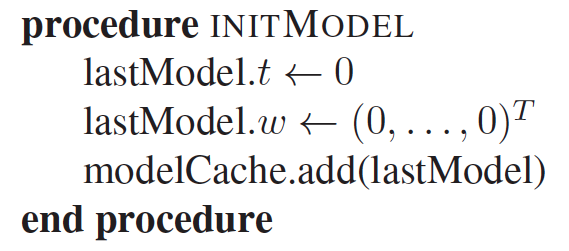 procedure INITMODEL
lastModel.t ← 0
lastModel.w ← (0, . . . , 0)ᵀ
modelCache.add(lastModel)
end procedure